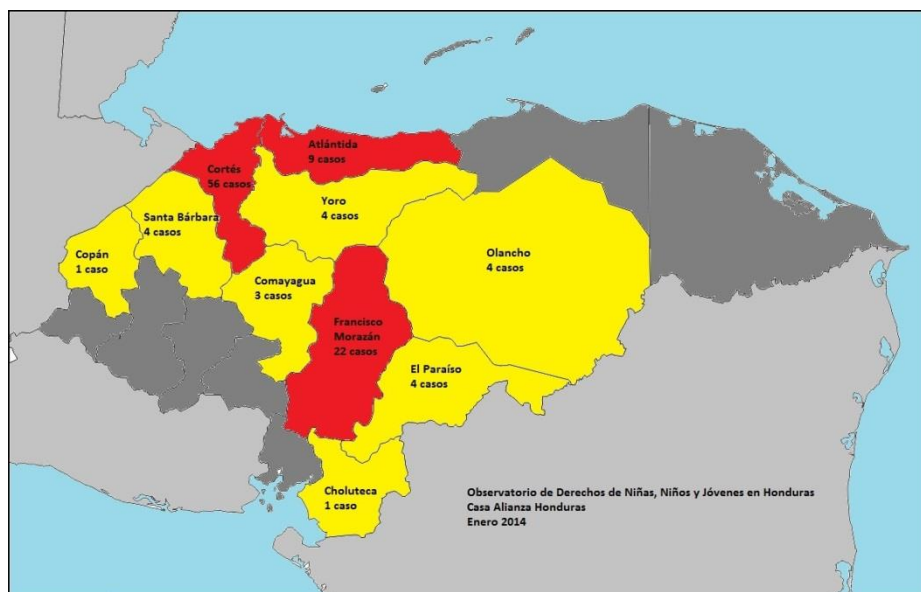 Atlántida
9 casos
Cortés
56 casos
Yoro
4 casos
Santa Bárbara
4 casos
Copán
1 caso
Olancho
4 casos
Comayagua
3 casos
Francisco
Morazán
22 casos
El Paraíso
4 casos
Choluteca
1 caso
Observatorio de Derechos de Niñas, Niños y Jóvenes en Honduras
Casa Alianza Honduras
Enero 2014